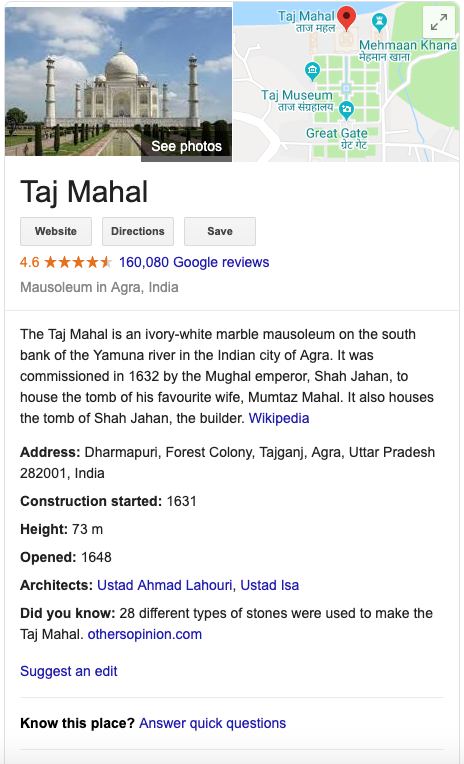 Taj Mahal
ताज महल
Mehmaan Khana
मेहमान खाना
Taj Museum
ताज संग्रहालय
Great Gate
ग्रेट गेट
See photos
Taj Mahal
Website
Directions
Save
4.6
160,080 Google reviews
Mausoleum in Agra, India
The Taj Mahal is an ivory-white marble mausoleum on the south
bank of the Yamuna river in the Indian city of Agra. It was
commissioned in 1632 by the Mughal emperor, Shah Jahan, to
house the tomb of his favourite wife, Mumtaz Mahal. It also houses
the tomb of Shah Jahan, the builder. Wikipedia
Address: Dharmapuri, Forest Colony, Tajganj, Agra, Uttar Pradesh
282001, India
Construction started: 1631
Height: 73 m
Opened: 1648
Architects: Ustad Ahmad Lahouri, Ustad Isa
Did you know: 28 different types of stones were used to make the
Taj Mahal. othersopinion.com
Suggest an edit
Know this place? Answer quick questions